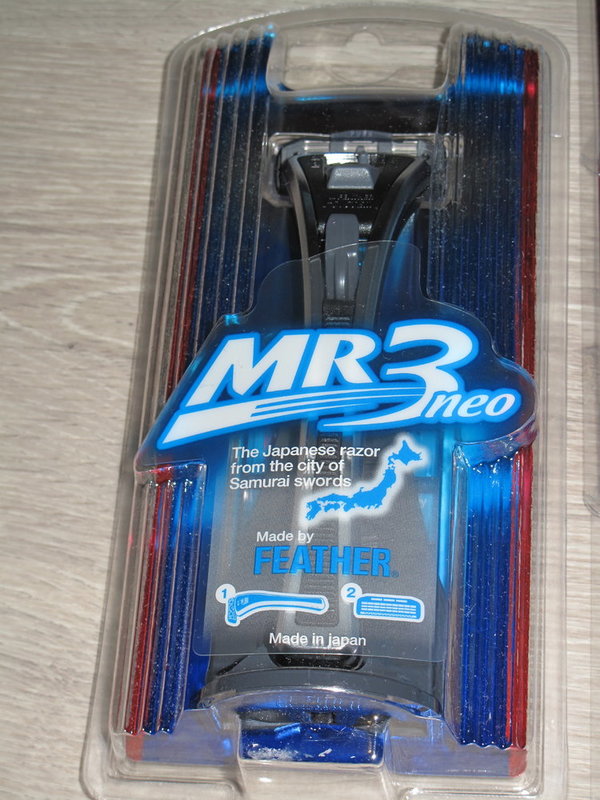 MR3
neo
The Japanese razor
from the city of
Samurai swords
Made by
FEATHER
1
2
Made in japan